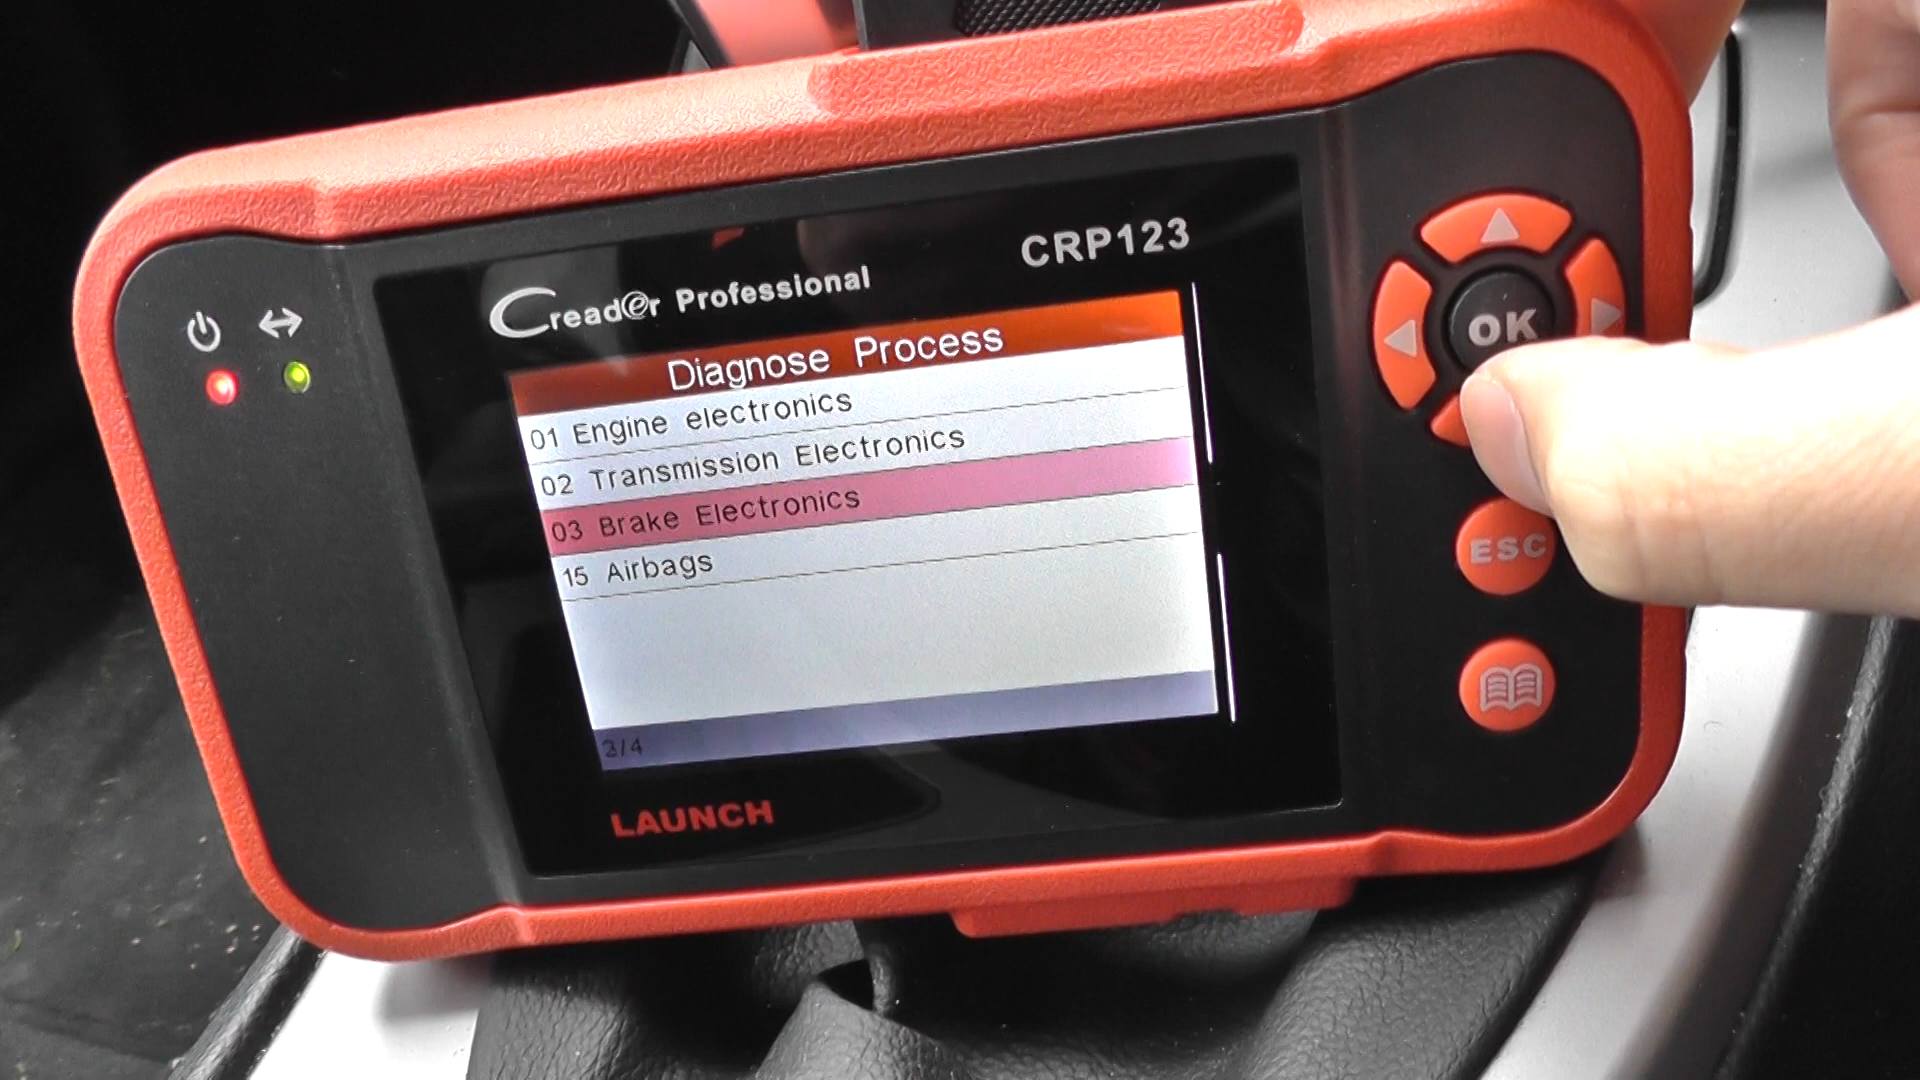 CRP123
Creader Professional
Diagnose Process
01 Engine electronics
02 Transmission Electronics
03 Brake Electronics
15 Airbags
3/4
LAUNCH
OK
ESC